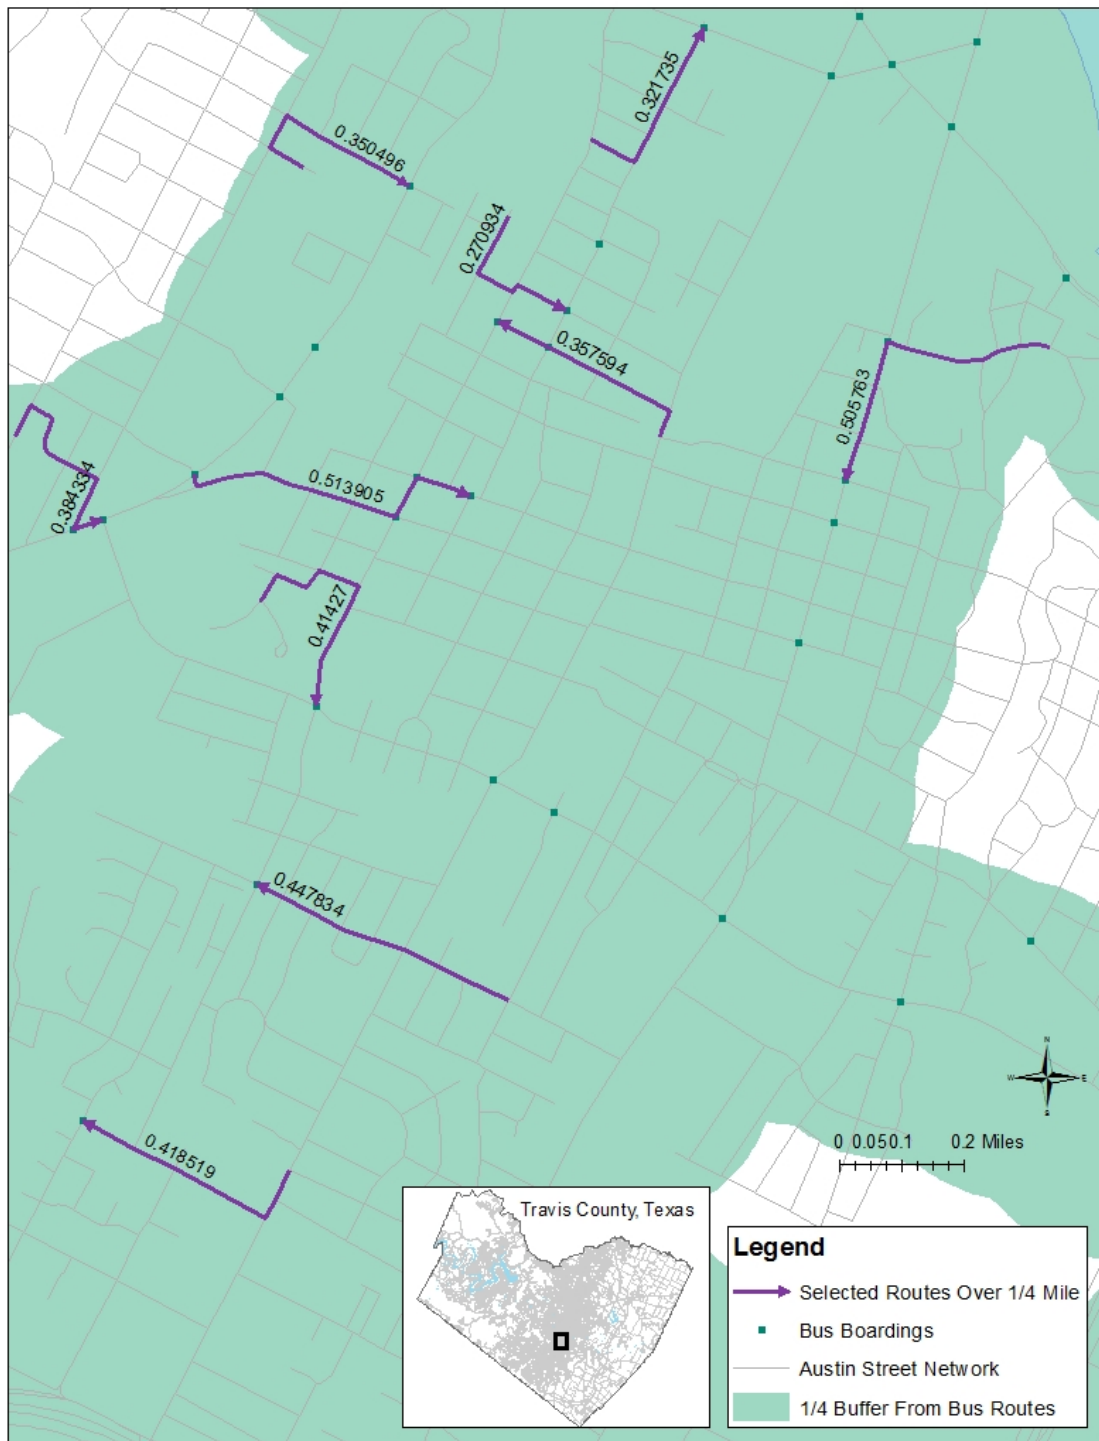 0.321735
0.350496
0.270934
0.357594
0.505763
0.384334
0.513905
0.41427
0.447834
0.418519
N
W E
S
0 0.05 0.1 0.2 Miles
Travis County, Texas
Legend
Selected Routes Over 1/4 Mile
Bus Boardings
Austin Street Network
1/4 Buffer From Bus Routes